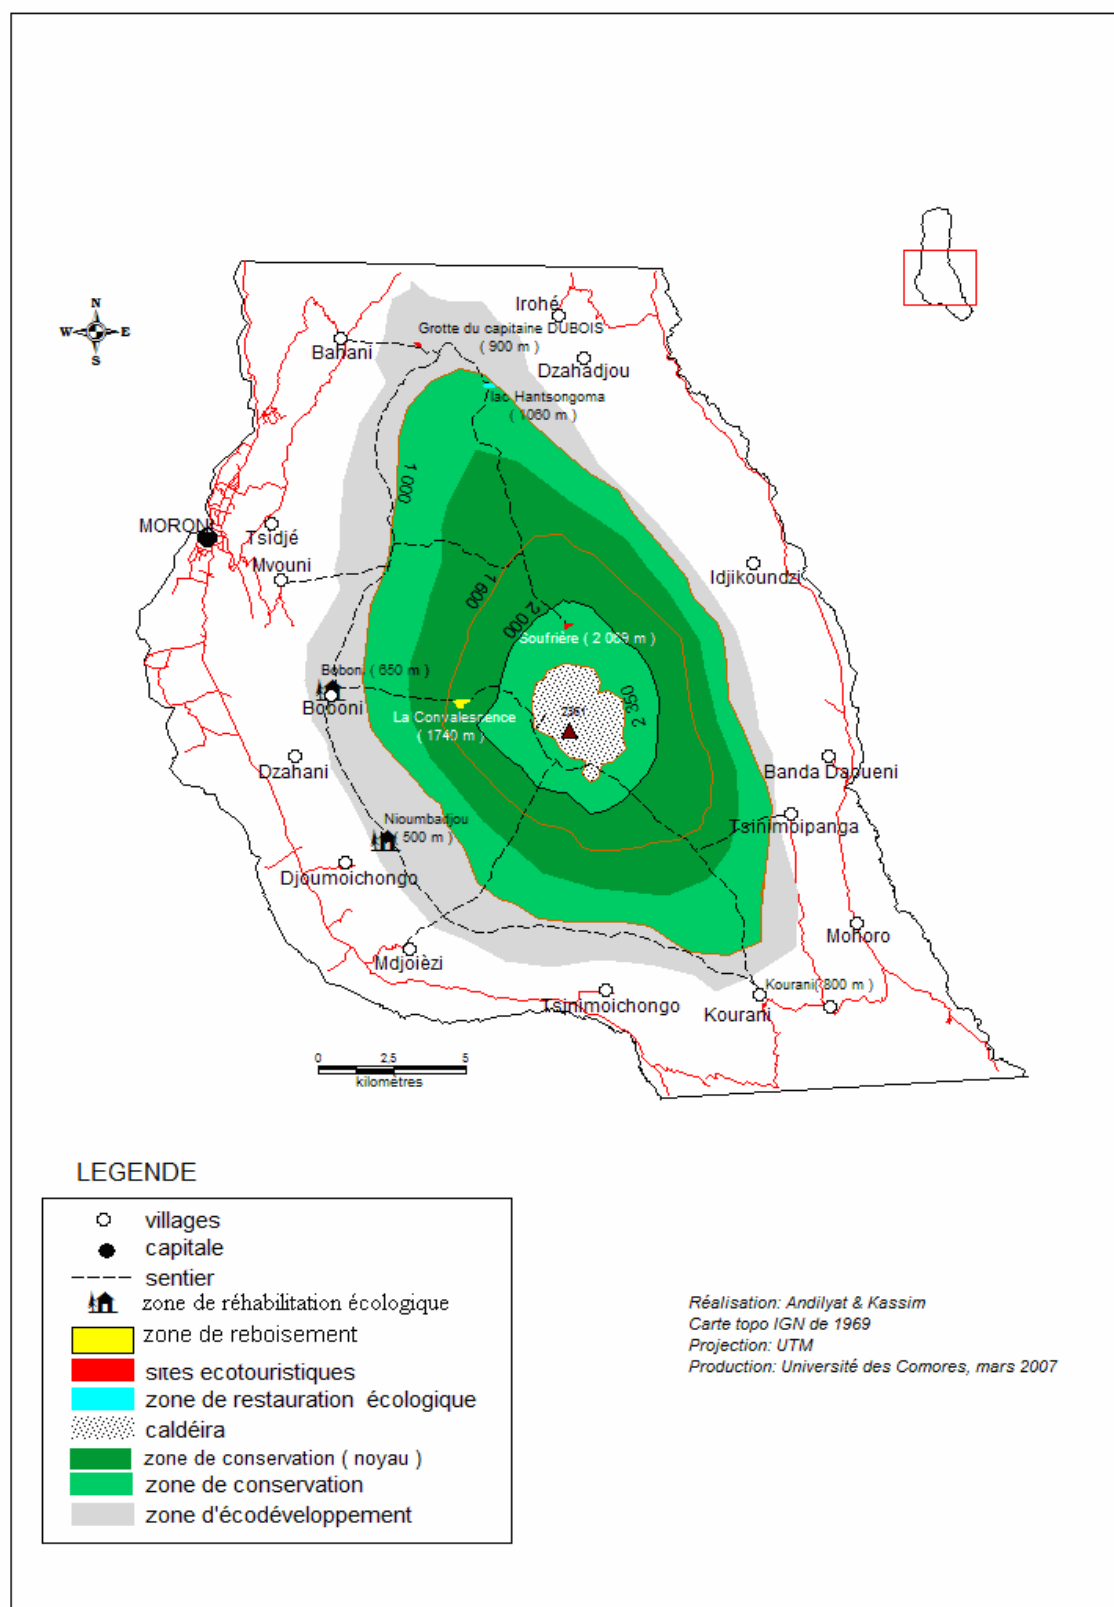 N
W E
S
Irohé
Grotte du capitaine DUBOIS
( 900 m )
Bahani
Dzahadjou
lac Hantsongoma
( 1060 m )
1 000
MORONI
Tsidjé
Mvouni
Idjikoundzi
1 600
2 000
Soufrière ( 2 069 m )
Boboni ( 650 m )
Boboni
2 350
La Convalescence
( 1740 m )
2361
Dzahani
Banda Daoueni
Tsinimoipanga
Nioumbadjou
( 500 m )
Djoumoichongo
Mohoro
Mdjoièzi
Kourani( 800 m )
Tsinimoichongo
Kourani
0 2,5 5
kilomètres
LEGENDE
villages
capitale
sentier
zone de réhabilitation écologique
zone de reboisement
sites ecotouristiques
zone de restauration écologique
caldéira
zone de conservation ( noyau )
zone de conservation
zone d'écodéveloppement
Réalisation: Andilyat & Kassim
Carte topo IGN de 1969
Projection: UTM
Production: Université des Comores, mars 2007